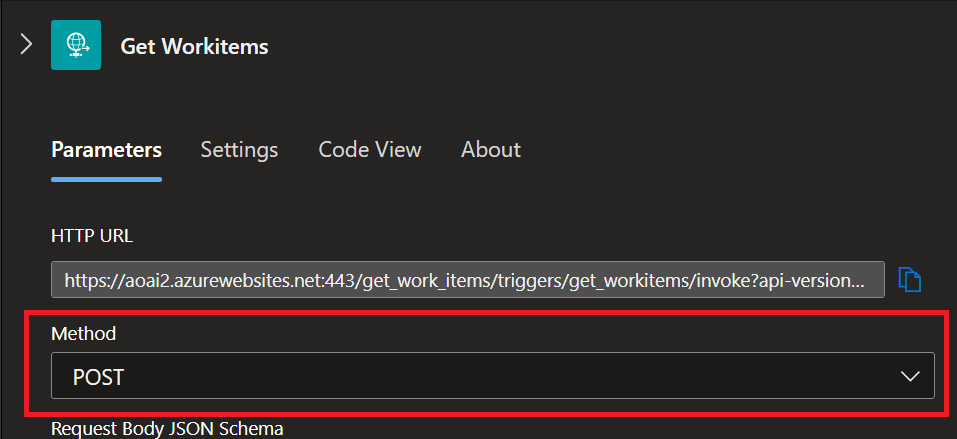 Get Workitems
Parameters Settings Code View About
HTTP URL
https://aoai2.azurewebsites.net:443/get_work_items/triggers/get_workitems/invoke?api-version...
Method
POST
Request Body JSON Schema